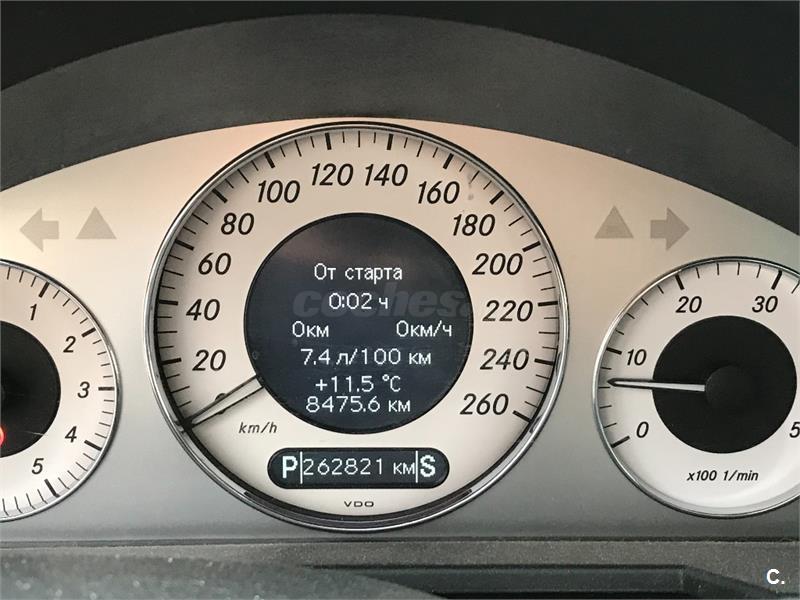 20 40 60 80 100 120 140 160 180 200 220 240 260
От старта
0:02 ч
0км 0км/ч
7.4 л/100 км
+11.5 °C
8475.6 км
km/h
P 262821 км S
VDO
1 2 3 4 5
0 10 20 30 5
x100 1/min
coches.
C.